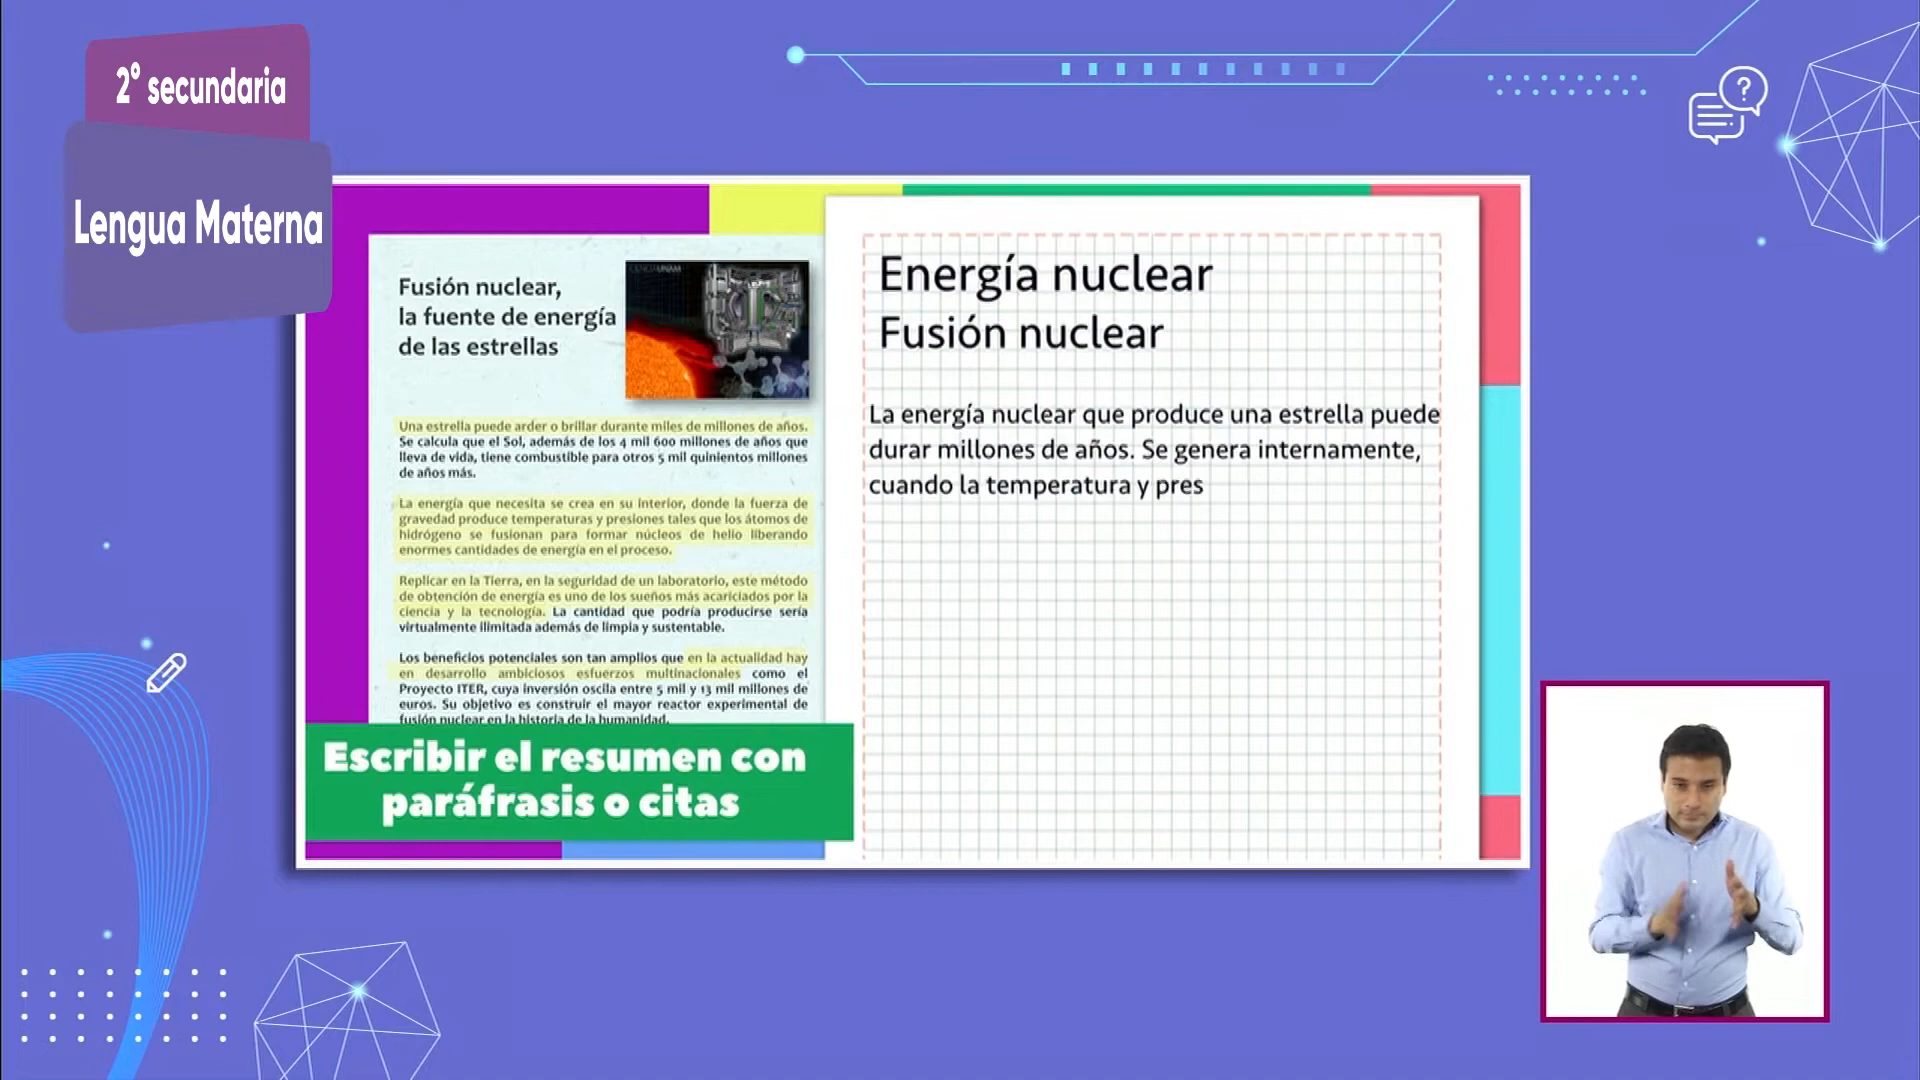 2° secundaria
Lengua Materna
Fusión nuclear,
la fuente de energía
de las estrellas
Una estrella puede arder o brillar durante miles de millones de años.
Se calcula que el Sol, además de los 4 mil 600 millones de años que
lleva de vida, tiene combustible para otros 5 mil quinientos millones
de años más.
La energía que necesita se crea en su interior, donde la fuerza de
gravedad produce temperaturas y presiones tales que los átomos de
hidrógeno se fusionan para formar núcleos de helio liberando
enormes cantidades de energía en el proceso.
Replicar en la Tierra, en la seguridad de un laboratorio, este método
de obtención de energía es uno de los sueños más acariciados por la
ciencia y la tecnología. La cantidad que podría producirse sería
virtualmente ilimitada además de limpia y sustentable.
Los beneficios potenciales son tan amplios que en la actualidad hay
en desarrollo ambiciosos esfuerzos multinacionales como el
Proyecto ITER, cuya inversión oscila entre 5 mil y 13 mil millones de
euros. Su objetivo es construir el mayor reactor experimental de
fusión nuclear en la historia de la humanidad.
Escribir el resumen con
paráfrasis o citas
Energía nuclear
Fusión nuclear
La energía nuclear que produce una estrella puede
durar millones de años. Se genera internamente,
cuando la temperatura y pres
?